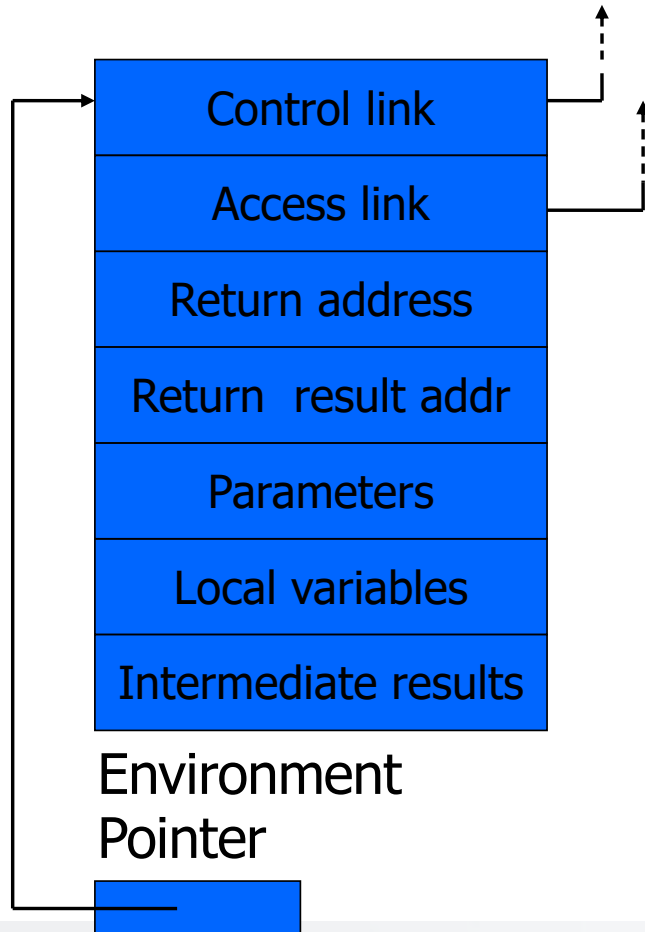 Control link
Access link
Return address
Return  result addr
Parameters
Local variables
Intermediate results
Environment
Pointer